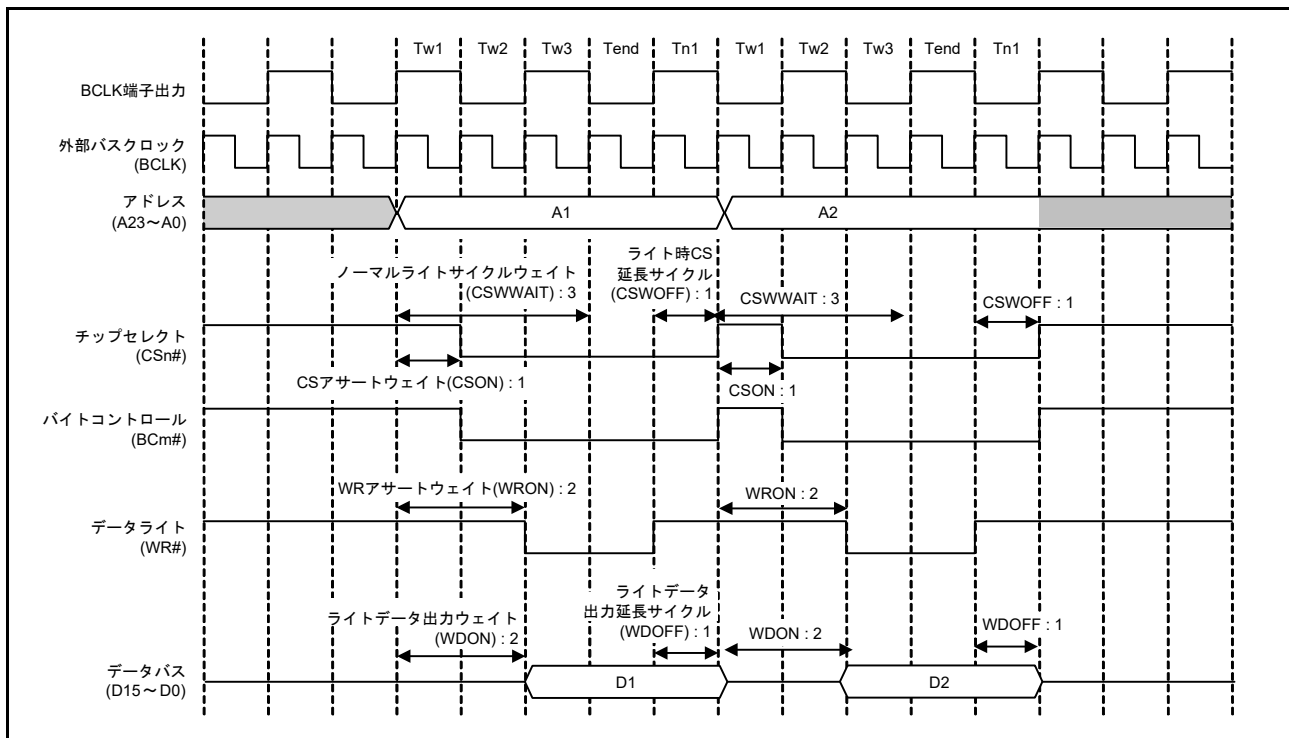 Tw1 Tw2 Tw3 Tend Tn1 Tw1 Tw2 Tw3 Tend Tn1
BCLK端子出力
外部バスクロック
(BCLK)
アドレス
(A23～A0)
A1
A2
ノーマルライトサイクルウェイト
(CSWWAIT) : 3
ライト時CS
延長サイクル
(CSWOFF) : 1
CSWWAIT : 3
CSWOFF : 1
チップセレクト
(CSn#)
CSアサートウェイト(CSON) : 1
CSON : 1
バイトコントロール
(BCm#)
WRアサートウェイト(WRON) : 2
WRON : 2
データライト
(WR#)
ライトデータ出力ウェイト
(WDON) : 2
ライトデータ
出力延長サイクル
(WDOFF) : 1
WDON : 2
WDOFF : 1
データバス
(D15～D0)
D1
D2